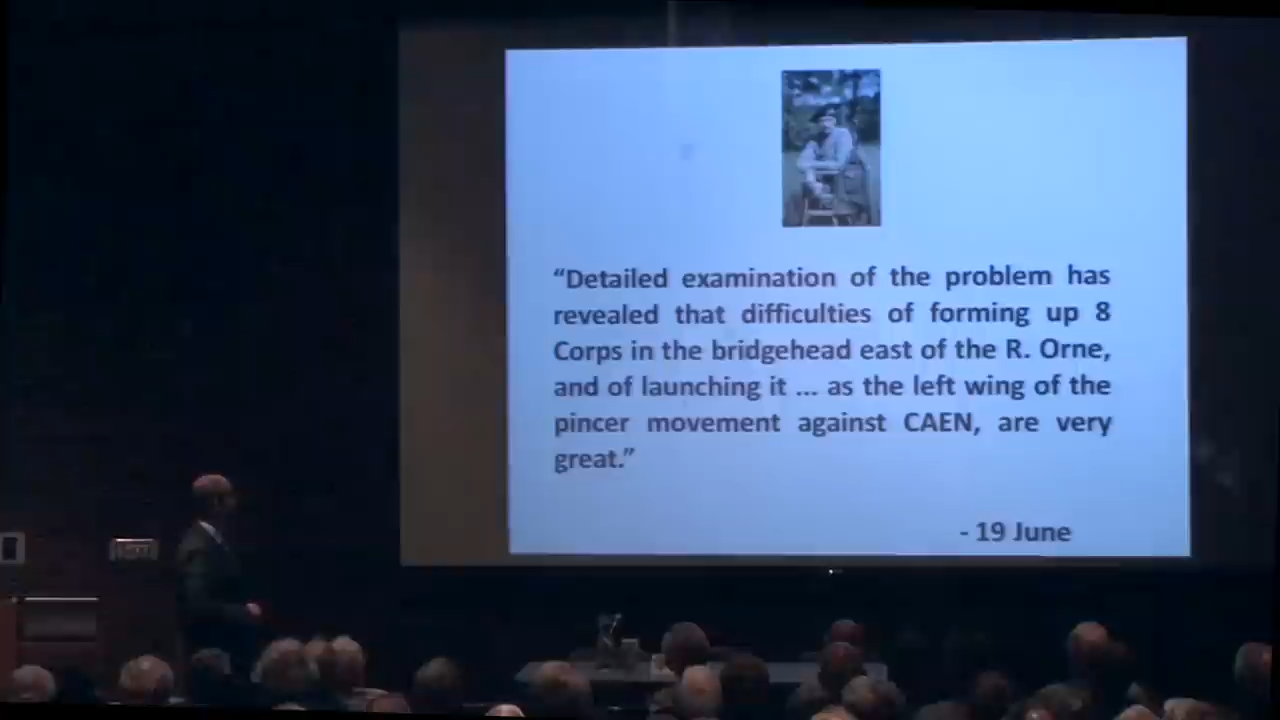 “Detailed examination of the problem has
revealed that difficulties of forming up 8
Corps in the bridgehead east of the R. Orne,
and of launching it ... as the left wing of the
pincer movement against CAEN, are very
great.”
- 19 June